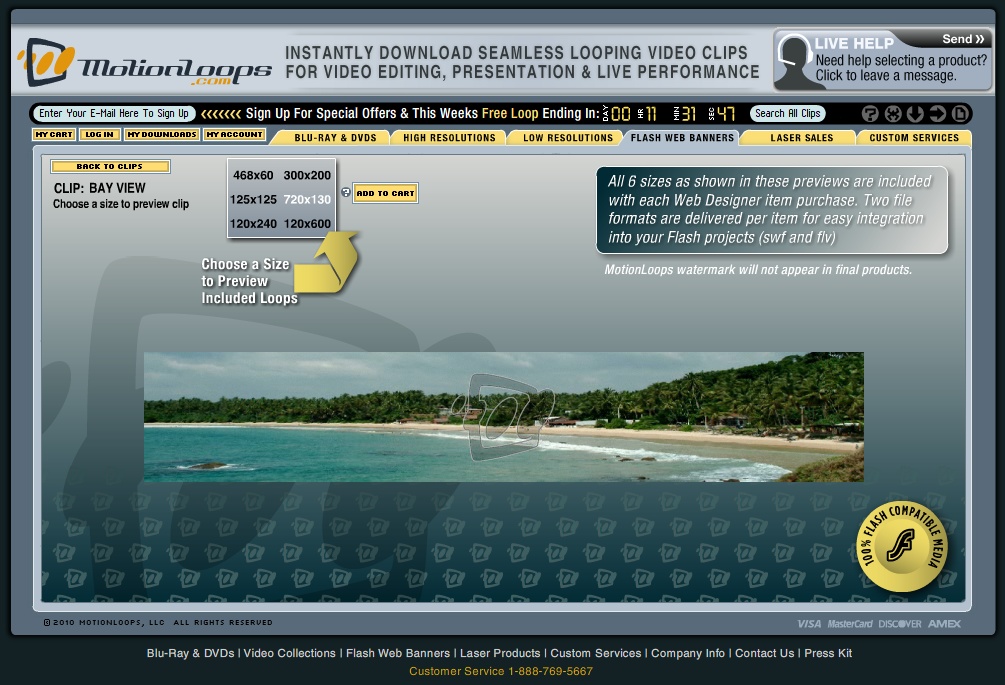 MotionLoops
.com
INSTANTLY DOWNLOAD SEAMLESS LOOPING VIDEO CLIPS
FOR VIDEO EDITING, PRESENTATION & LIVE PERFORMANCE
LIVE HELP
Send »
Need help selecting a product?
Click to leave a message.
Enter Your E-Mail Here To Sign Up
<<<<<<< Sign Up For Special Offers & This Weeks Free Loop Ending In: DAY 00 HR 11 MIN 31 SEC 47
Search All Clips
MY CART LOG IN MY DOWNLOADS MY ACCOUNT
BLU-RAY & DVDS HIGH RESOLUTIONS LOW RESOLUTIONS FLASH WEB BANNERS LASER SALES CUSTOM SERVICES
BACK TO CLIPS
CLIP: BAY VIEW
Choose a size to preview clip
468x60 300x200
125x125 720x130
120x240 120x600
? ADD TO CART
Choose a Size
to Preview
Included Loops
All 6 sizes as shown in these previews are included
with each Web Designer item purchase. Two file
formats are delivered per item for easy integration
into your Flash projects (swf and flv)
MotionLoops watermark will not appear in final products.
100% FLASH COMPATIBLE MEDIA
© 2010 MOTIONLOOPS, LLC ALL RIGHTS RESERVED
VISA MasterCard DISCOVER AMEX
Blu-Ray & DVDs | Video Collections | Flash Web Banners | Laser Products | Custom Services | Company Info | Contact Us | Press Kit
Customer Service 1-888-769-5667